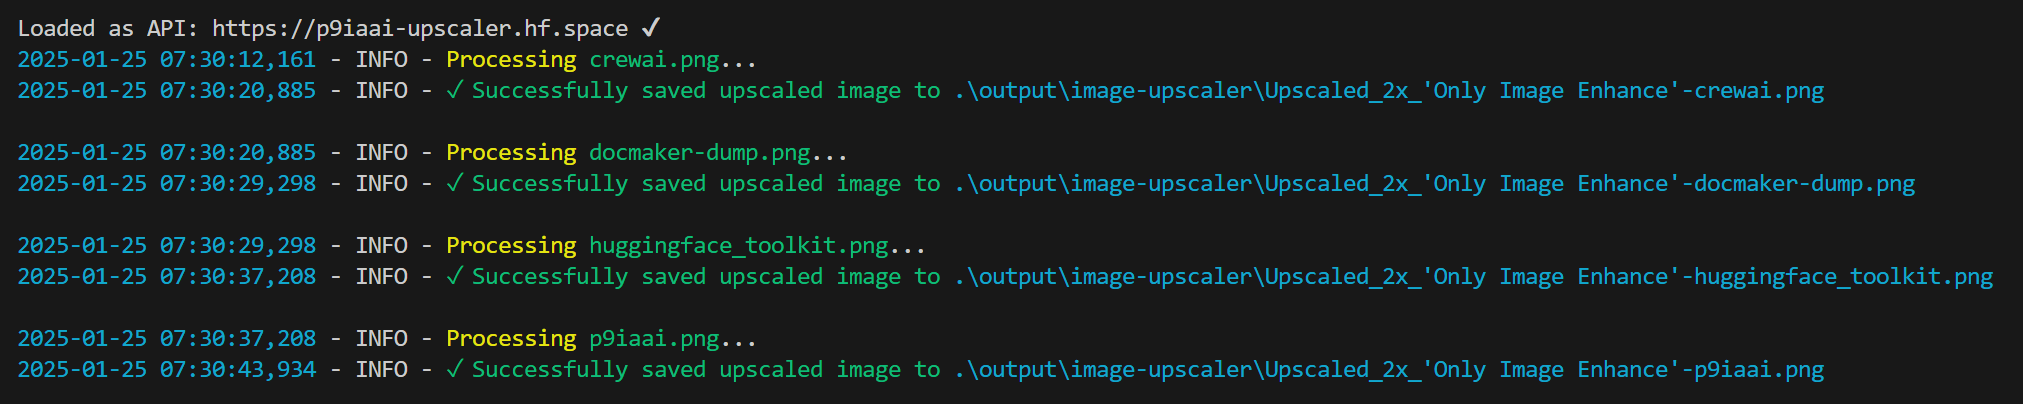 Loaded as API: https://p9iaai-upscaler.hf.space ✔
2025-01-25 07:30:12,161 - INFO - Processing crewai.png...
2025-01-25 07:30:20,885 - INFO - ✓ Successfully saved upscaled image to .\output\image-upscaler\Upscaled_2x_'Only Image Enhance'-crewai.png
2025-01-25 07:30:20,885 - INFO - Processing docmaker-dump.png...
2025-01-25 07:30:29,298 - INFO - ✓ Successfully saved upscaled image to .\output\image-upscaler\Upscaled_2x_'Only Image Enhance'-docmaker-dump.png
2025-01-25 07:30:29,298 - INFO - Processing huggingface_toolkit.png...
2025-01-25 07:30:37,208 - INFO - ✓ Successfully saved upscaled image to .\output\image-upscaler\Upscaled_2x_'Only Image Enhance'-huggingface_toolkit.png
2025-01-25 07:30:37,208 - INFO - Processing p9iaai.png...
2025-01-25 07:30:43,934 - INFO - ✓ Successfully saved upscaled image to .\output\image-upscaler\Upscaled_2x_'Only Image Enhance'-p9iaai.png